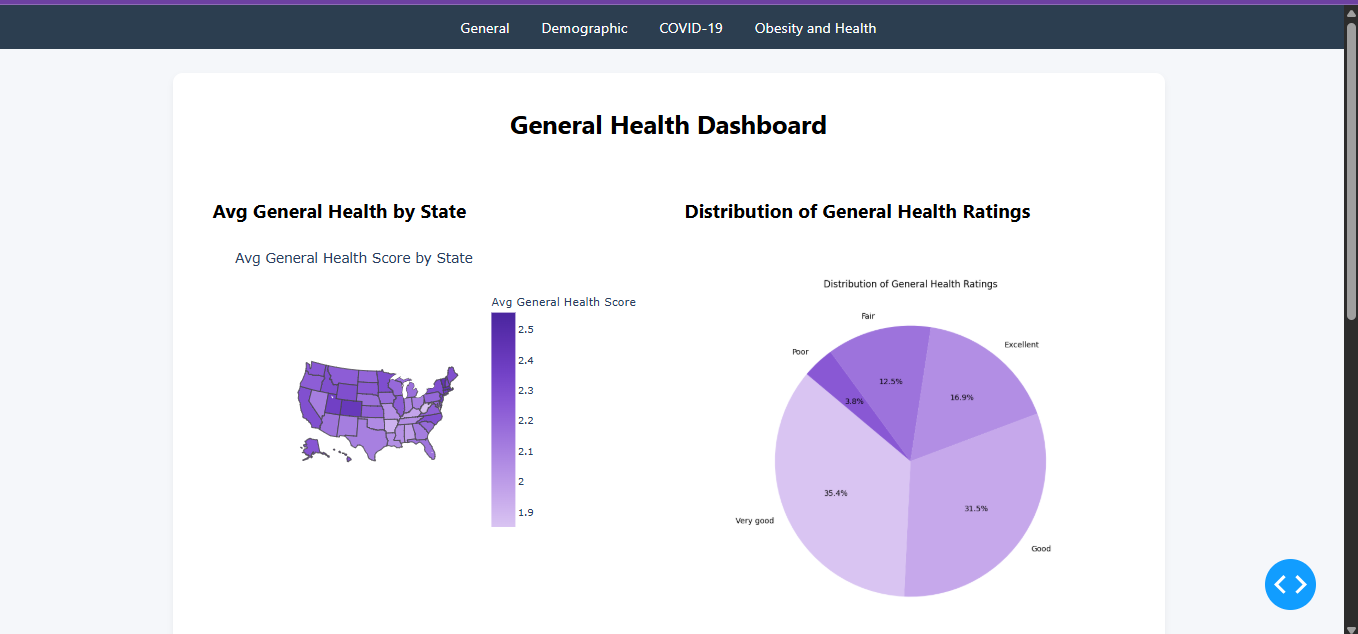 General Demographic COVID-19 Obesity and Health
General Health Dashboard
Avg General Health by State
Avg General Health Score by State
Avg General Health Score
2.5
2.4
2.3
2.2
2.1
2
1.9
Distribution of General Health Ratings
Distribution of General Health Ratings
Fair
Excellent
Poor
12.5%
16.9%
3.8%
35.4%
31.5%
Very good
Good